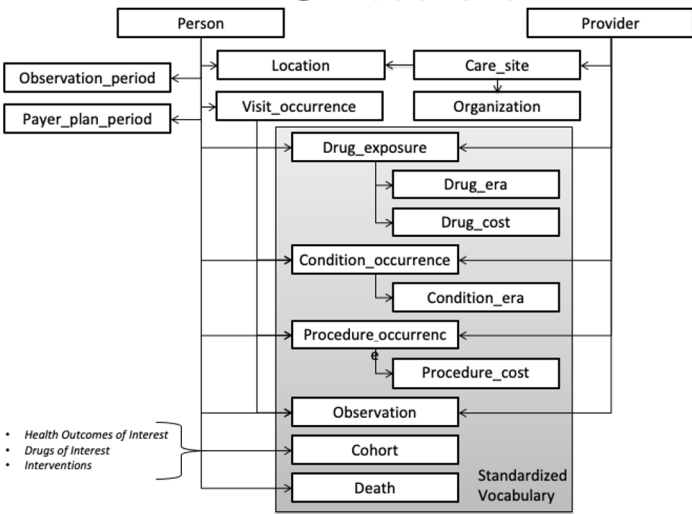 Person
Provider
Location
Care_site
Observation_period
Visit_occurrence
Organization
Payer_plan_period
Drug_exposure
Drug_era
Drug_cost
Condition_occurrence
Condition_era
Procedure_occurrenc
e
Procedure_cost
Observation
• Health Outcomes of Interest
• Drugs of Interest
• Interventions
Cohort
Death
Standardized
Vocabulary